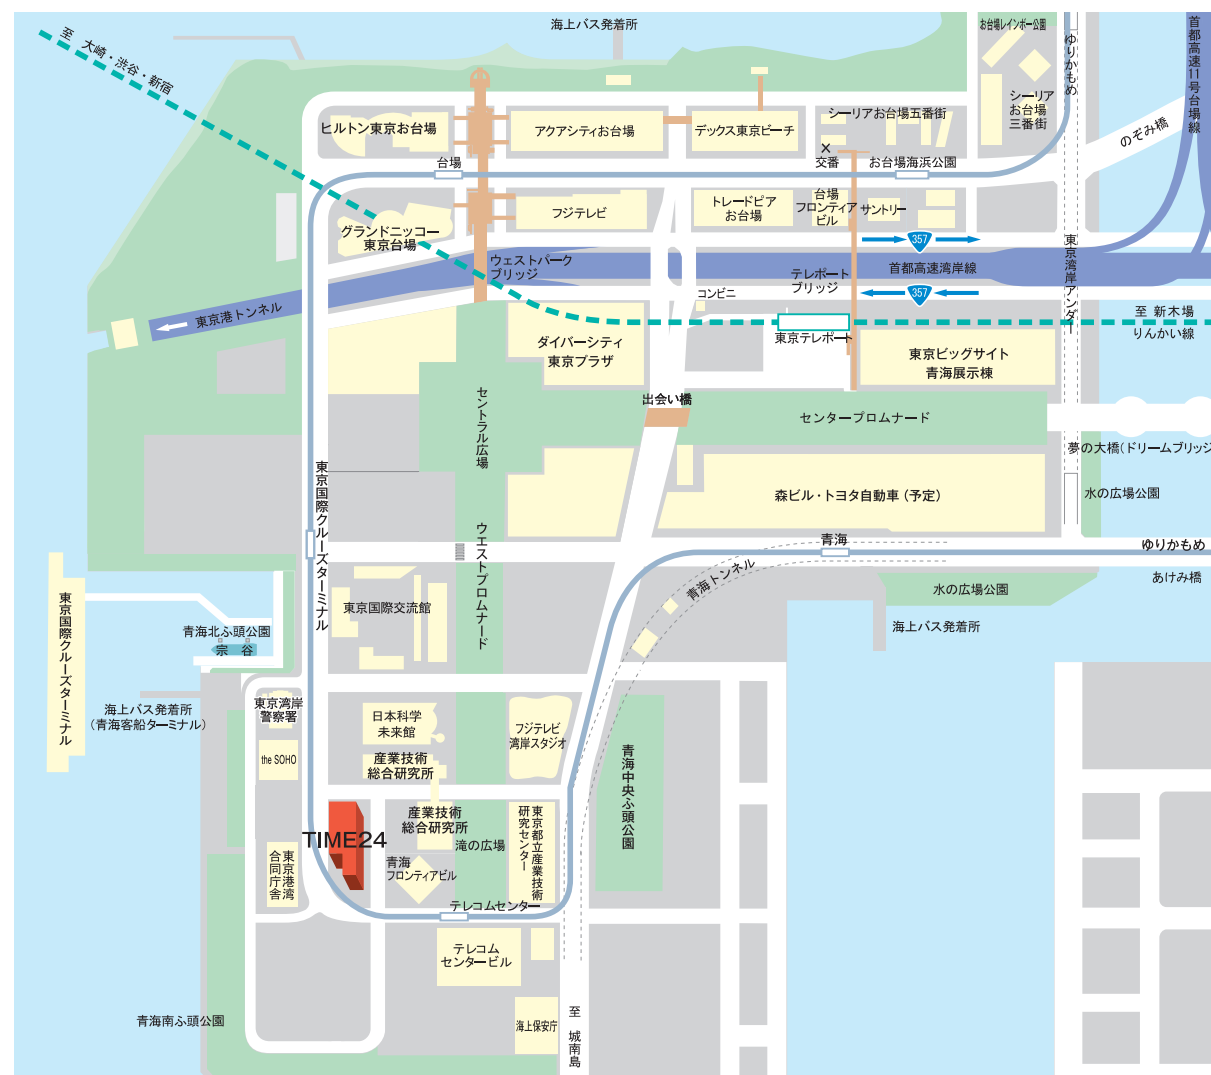 海上バス発着所
お台場レインボー公園
首都高速11号台場線
ゆりかもめ
至 大崎・渋谷・新宿
シーリア
お台場
三番街
ヒルトン東京お台場
アクアシティお台場
デックス東京ビーチ
シーリアお台場五番街
のぞみ橋
交番
台場
お台場海浜公園
グランドニッコー
東京台場
フジテレビ
トレードピア
お台場
台場
フロンティア
ビル
サントリー
357
東京湾岸アンダー
ウェストパーク
ブリッジ
テレポート
ブリッジ
首都高速湾岸線
357
コンビニ
東京港トンネル
至 新木場
りんかい線
東京テレポート
ダイバーシティ
東京プラザ
東京ビッグサイト
青海展示棟
セントラル広場
出会い橋
センタープロムナード
夢の大橋(ドリームブリッジ
東京国際クルーズターミナル
森ビル・トヨタ自動車(予定)
水の広場公園
ウエストプロムナード
青海
ゆりかもめ
青海トンネル
あけみ橋
水の広場公園
海上バス発着所
東京国際クルーズターミナル
東京国際交流館
青海北ふ頭公園
宗 谷
海上バス発着所
(青海客船ターミナル)
東京湾岸
警察署
日本科学
未来館
フジテレビ
湾岸スタジオ
青海中央ふ頭公園
the SOHO
産業技術
総合研究所
TIME24
産業技術
総合研究所
滝の広場
東京都立産業技術
研究センター
東京港湾
合同庁舎
青海
フロンティアビル
テレコムセンター
テレコム
センタービル
青海南ふ頭公園
海上保安庁
至 城南島